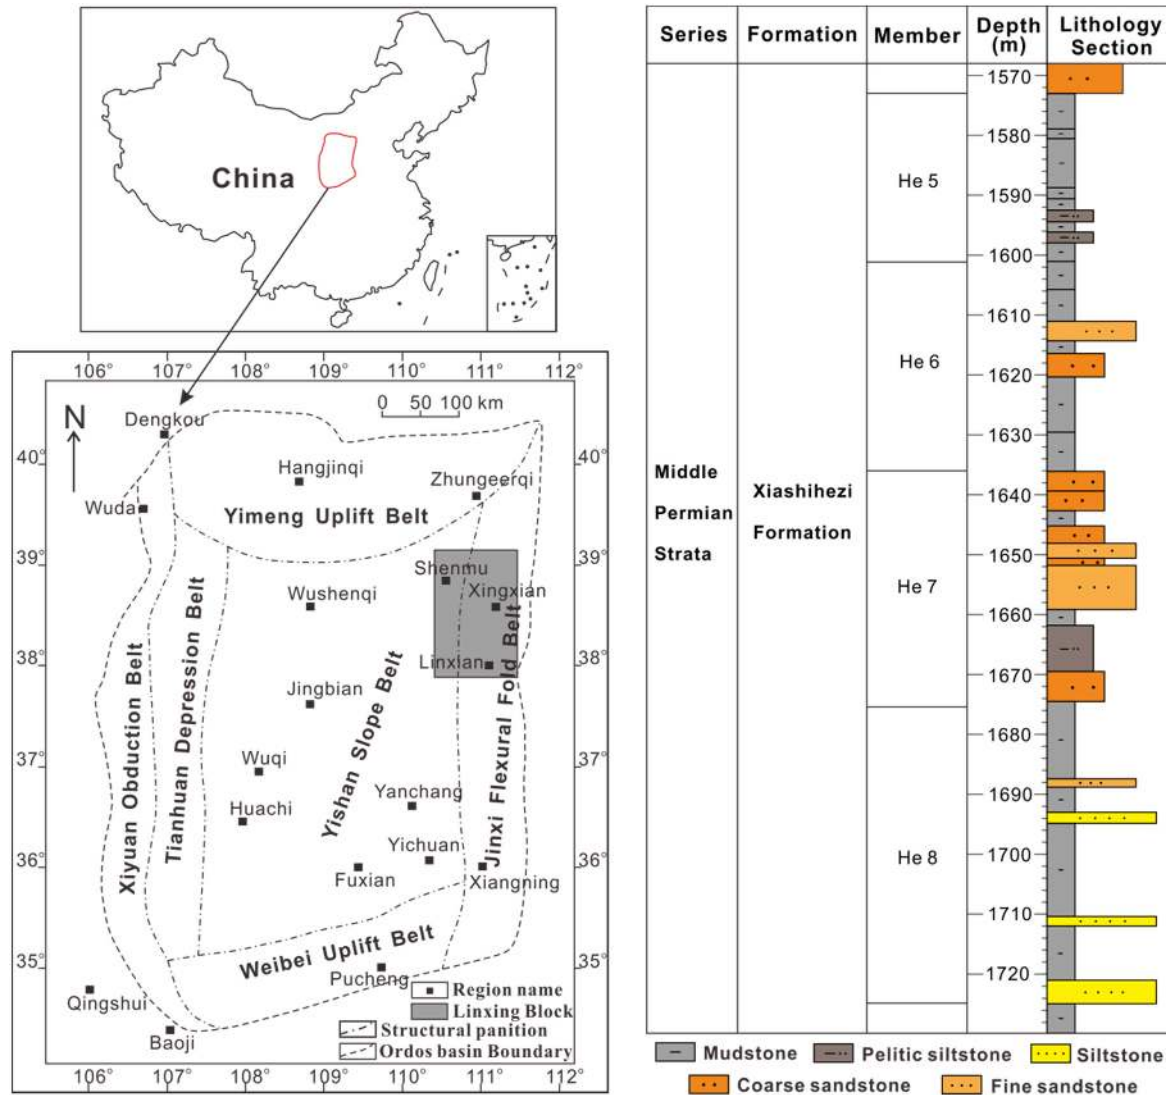 China
106° 107° 108° 109° 110° 111° 112°
N
0 50 100 km
Dengkou
40° 40°
Hangjinqi
Zhungeerqi
Wuda
Yimeng Uplift Belt
39° 39°
Shenmu
Wushenqi
Xingxian
38° 38°
Linxian
Jingbian
Xiyuan Obduction Belt
Tianhuan Depression Belt
Yishan Slope Belt
Jinxi Flexural Fold Belt
37° 37°
Wuqi
Huachi
Yanchang
Yichuan
36° 36°
Fuxian
Xiangning
Weibei Uplift Belt
35° 35°
Pucheng
Qingshui
Baoji
Region name
Linxing Block
Structural panition
Ordos basin Boundary
106° 107° 108° 109° 110° 111° 112°
Series Formation Member Depth (m) Lithology Section
Middle
Permian
Strata
Xiashihezi
Formation
He 5
He 6
He 7
He 8
1570
1580
1590
1600
1610
1620
1630
1640
1650
1660
1670
1680
1690
1700
1710
1720
Mudstone Pelitic siltstone Siltstone
Coarse sandstone Fine sandstone